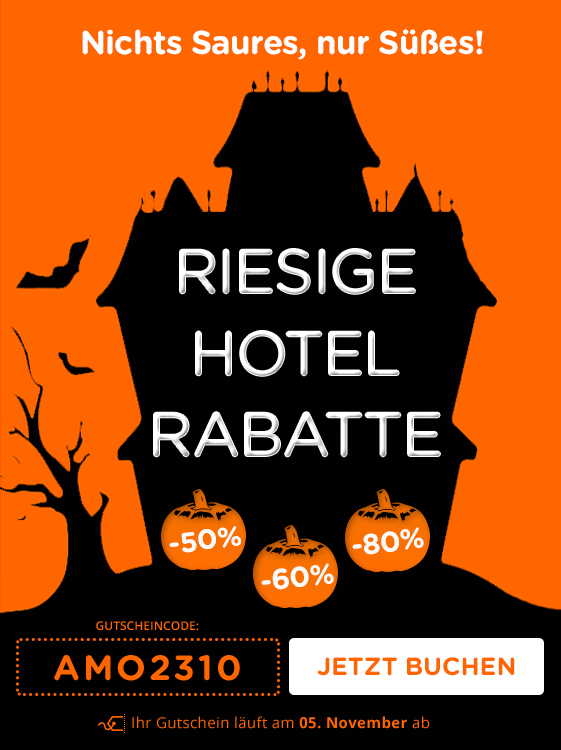 Nichts Saures, nur Süßes!
RIESIGE
HOTEL
RABATTE
-50%
-60%
-80%
GUTSCHEINCODE:
AMO2310
JETZT BUCHEN
Ihr Gutschein läuft am 05. November ab